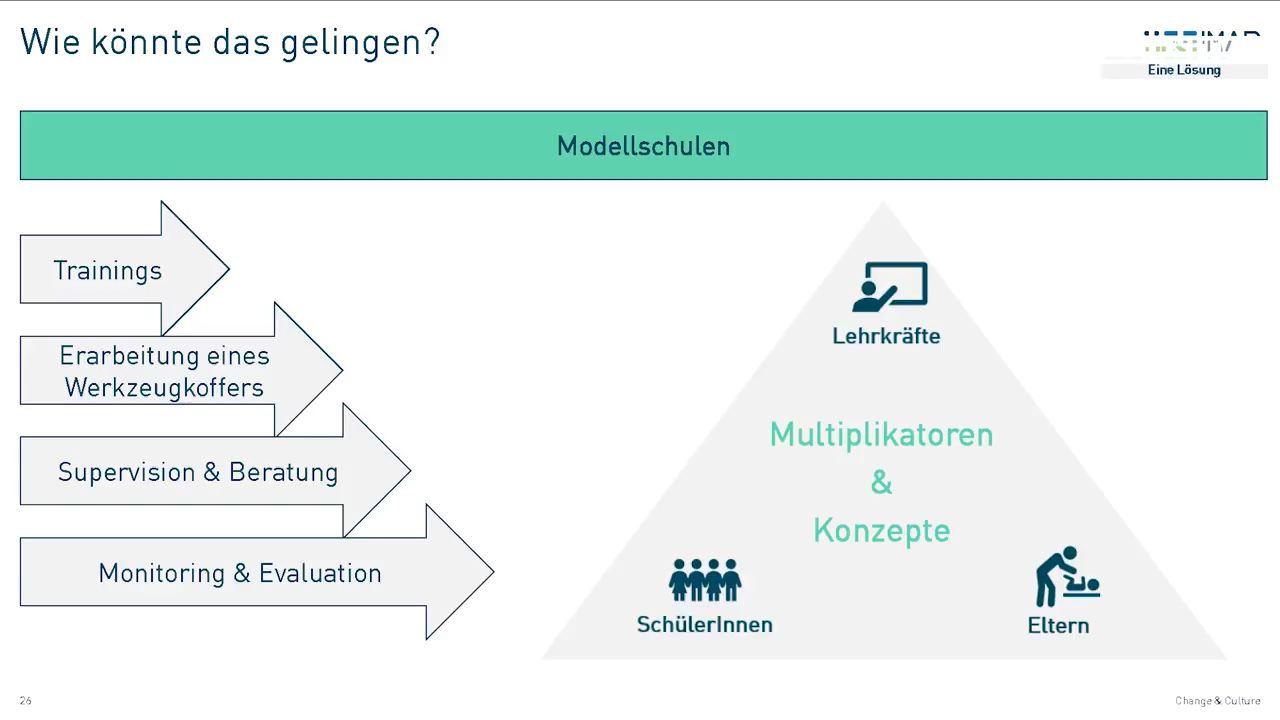 Wie könnte das gelingen?
Eine Lösung
Modellschulen
Trainings
Erarbeitung eines
Werkzeugkoffers
Supervision & Beratung
Monitoring & Evaluation
Lehrkräfte
Multiplikatoren
&
Konzepte
SchülerInnen
Eltern
26
Change & Culture